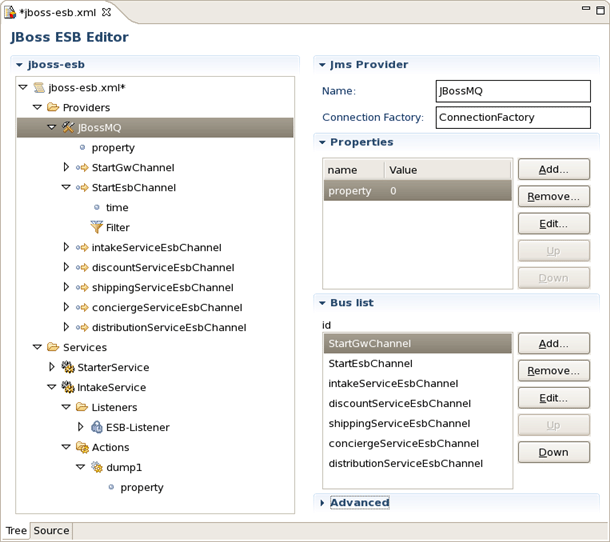 *jboss-esb.xml
JBoss ESB Editor
jboss-esb
jboss-esb.xml*
Providers
JBossMQ
property
StartGwChannel
StartEsbChannel
time
Filter
intakeServiceEsbChannel
discountServiceEsbChannel
shippingServiceEsbChannel
conciergeServiceEsbChannel
distributionServiceEsbChannel
Services
StarterService
IntakeService
Listeners
ESB-Listener
Actions
dump1
property
Jms Provider
Name: JBossMQ
Connection Factory: ConnectionFactory
Properties
name Value
property 0
Add...
Remove...
Edit...
Up
Down
Bus list
id
StartGwChannel
StartEsbChannel
intakeServiceEsbChannel
discountServiceEsbChannel
shippingServiceEsbChannel
conciergeServiceEsbChannel
distributionServiceEsbChannel
Add...
Remove...
Edit...
Up
Down
Advanced
Tree Source